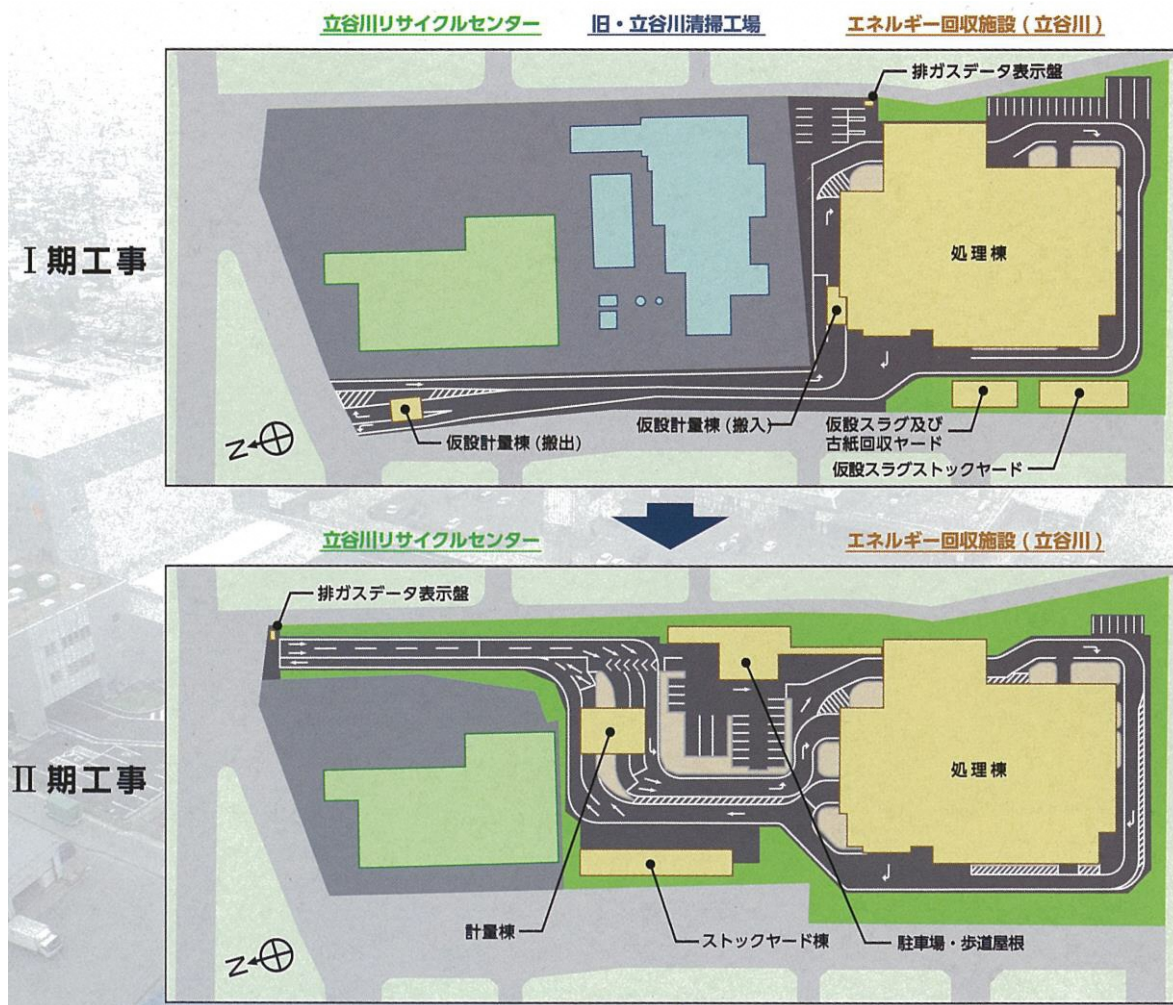 立谷川リサイクルセンター
旧・立谷川清掃工場
エネルギー回収施設(立谷川)
排ガスデータ表示盤
Ⅰ期工事
処理棟
仮設計量棟(搬出)
仮設計量棟(搬入)
仮設スラグ及び
古紙回収ヤード
仮設スラグストックヤード
N
立谷川リサイクルセンター
エネルギー回収施設(立谷川)
排ガスデータ表示盤
Ⅱ期工事
処理棟
計量棟
ストックヤード棟
駐車場・歩道屋根
N